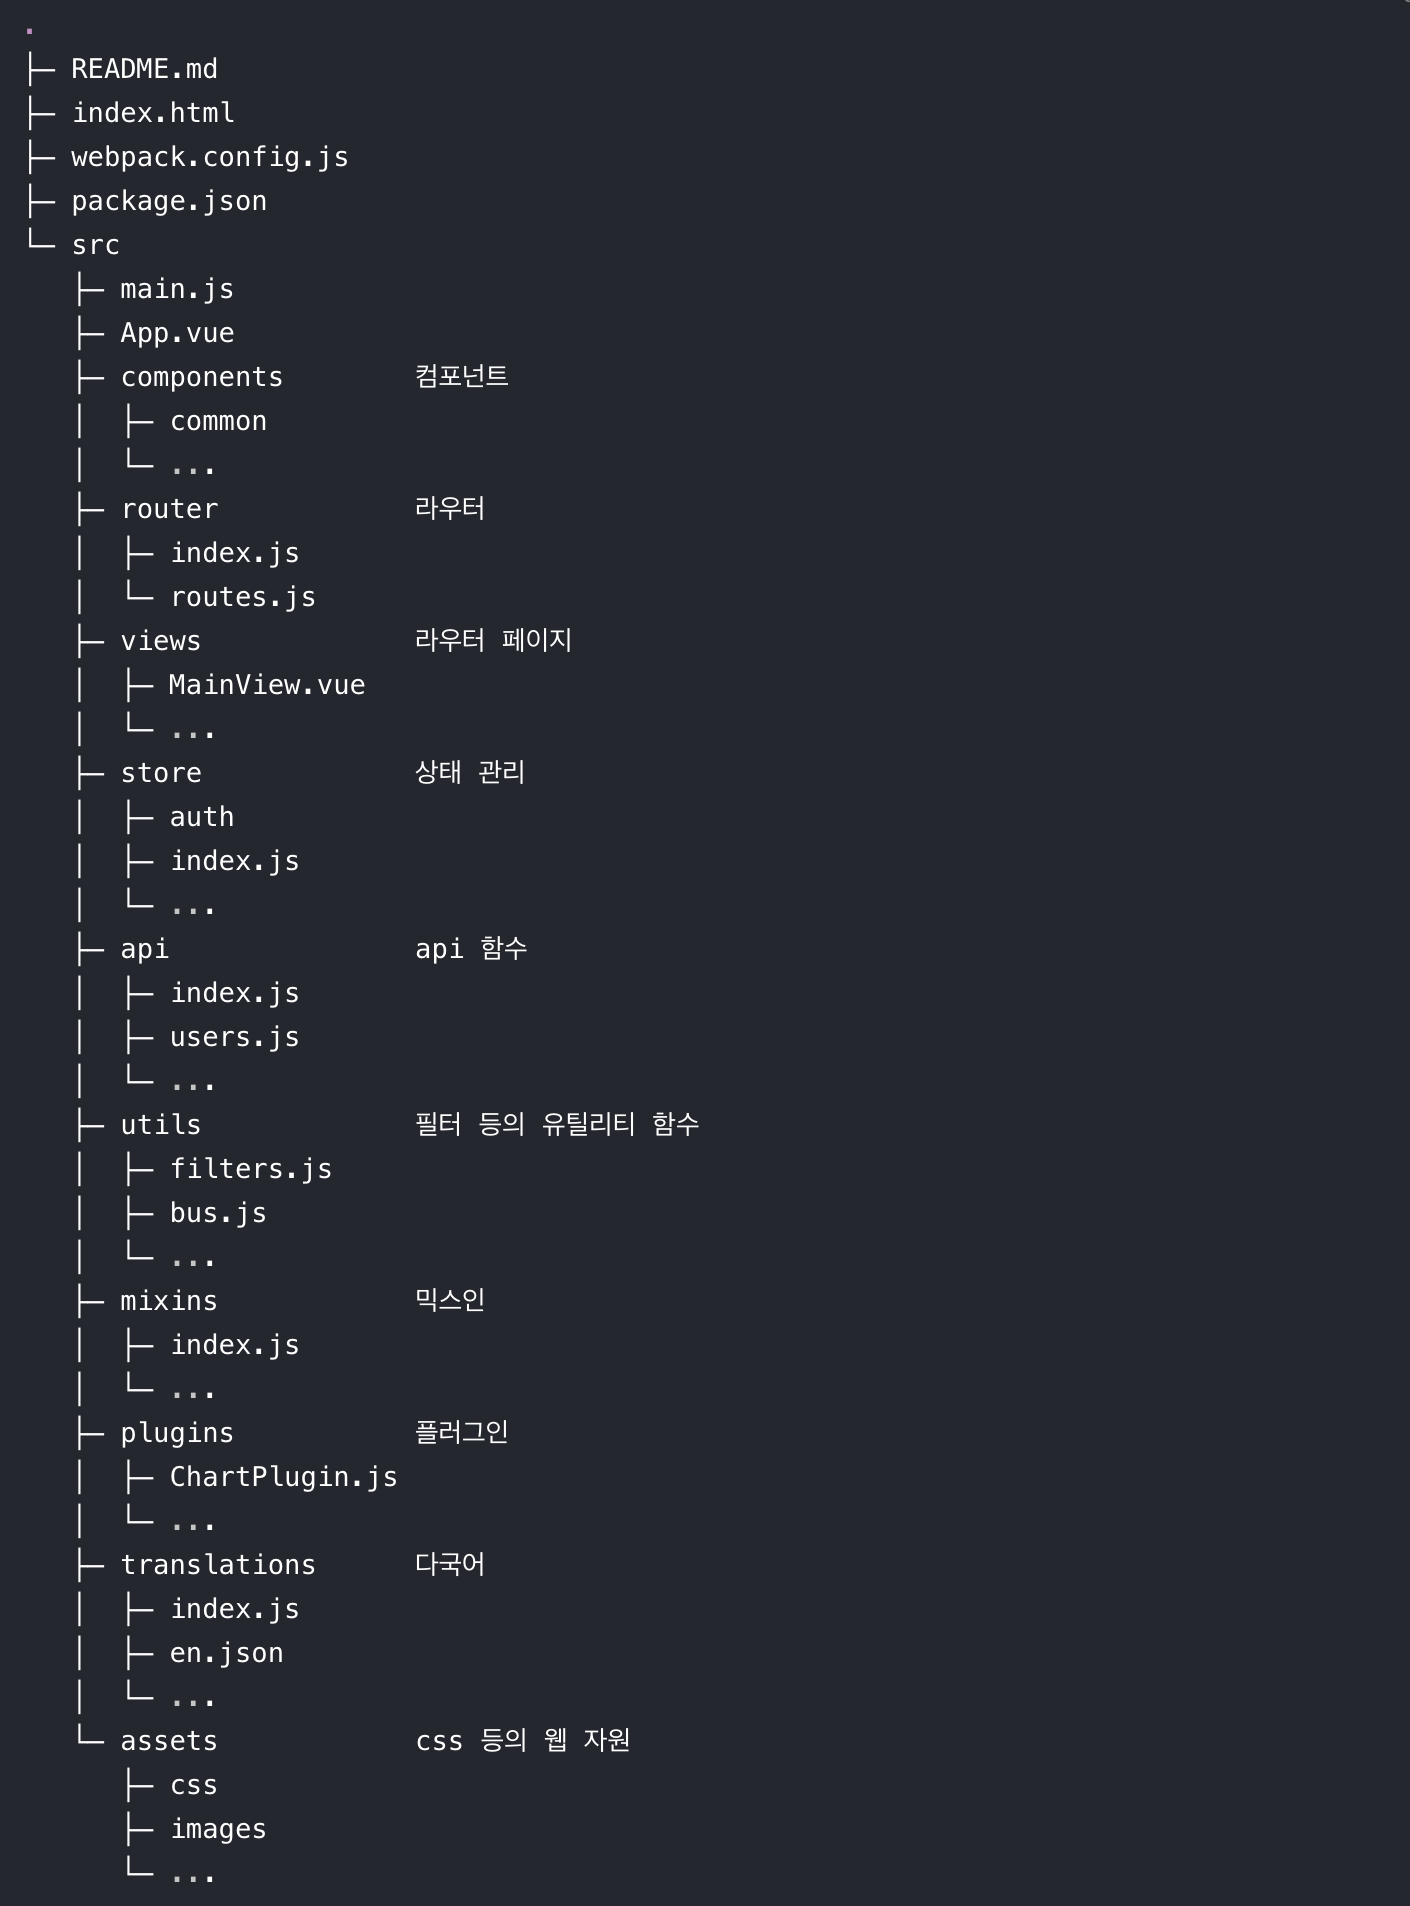 .
├─ README.md
├─ index.html
├─ webpack.config.js
├─ package.json
└─ src
   ├─ main.js
   ├─ App.vue
   ├─ components        컴포넌트
   │  ├─ common
   │  └─ ...
   ├─ router            라우터
   │  ├─ index.js
   │  └─ routes.js
   ├─ views             라우터 페이지
   │  ├─ MainView.vue
   │  └─ ...
   ├─ store             상태 관리
   │  ├─ auth
   │  ├─ index.js
   │  └─ ...
   ├─ api               api 함수
   │  ├─ index.js
   │  ├─ users.js
   │  └─ ...
   ├─ utils             필터 등의 유틸리티 함수
   │  ├─ filters.js
   │  ├─ bus.js
   │  └─ ...
   ├─ mixins            믹스인
   │  ├─ index.js
   │  └─ ...
   ├─ plugins           플러그인
   │  ├─ ChartPlugin.js
   │  └─ ...
   ├─ translations      다국어
   │  ├─ index.js
   │  ├─ en.json
   │  └─ ...
   └─ assets            css 등의 웹 자원
      ├─ css
      ├─ images
      └─ ...